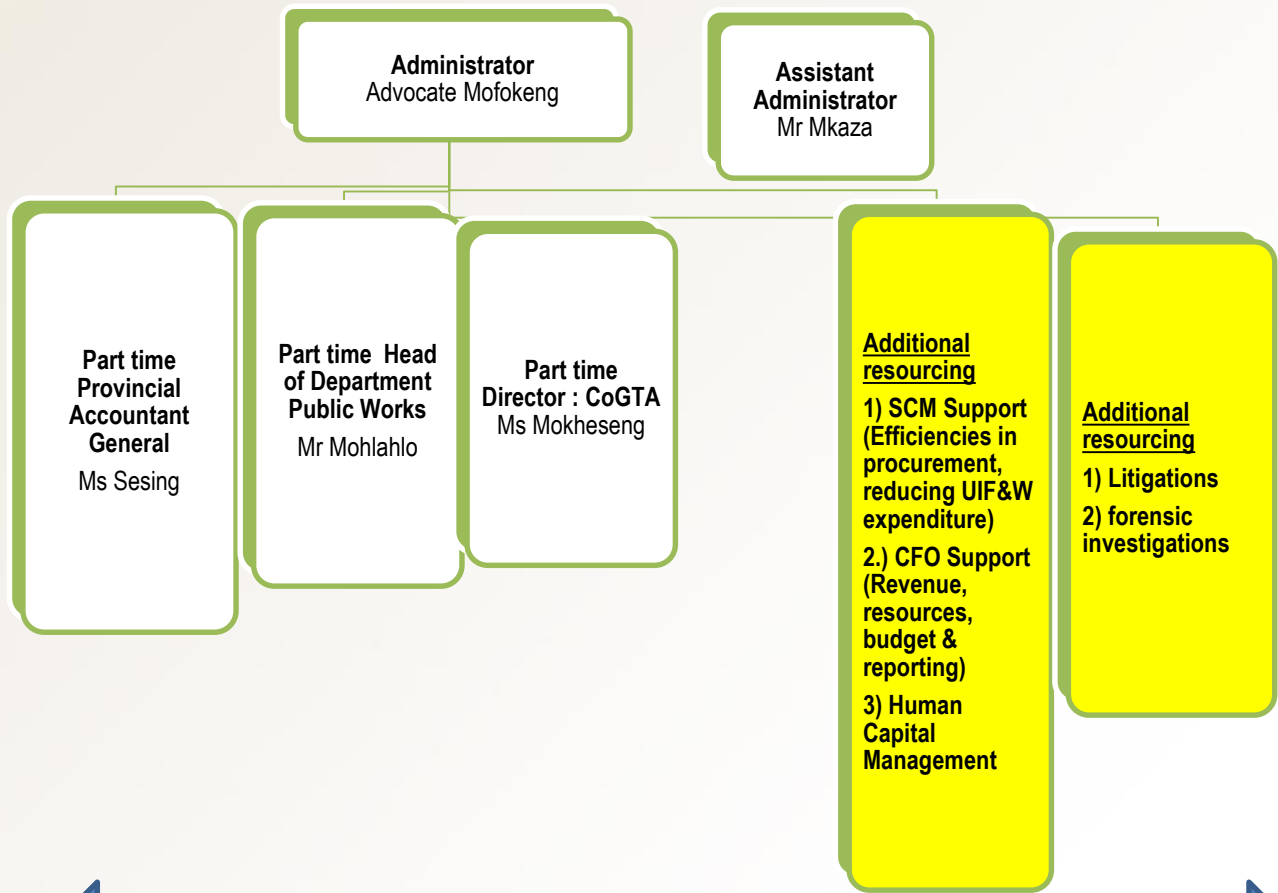 Administrator
Advocate Mofokeng
Assistant
Administrator
Mr Mkaza
Part time
Provincial
Accountant
General
Ms Sesing
Part time Head
of Department
Public Works
Mr Mohlahlo
Part time
Director : CoGTA
Ms Mokheseng
Additional
resourcing
1) SCM Support
(Efficiencies in
procurement,
reducing UIF&W
expenditure)
2.) CFO Support
(Revenue,
resources,
budget &
reporting)
3) Human
Capital
Management
Additional
resourcing
1) Litigations
2) forensic
investigations